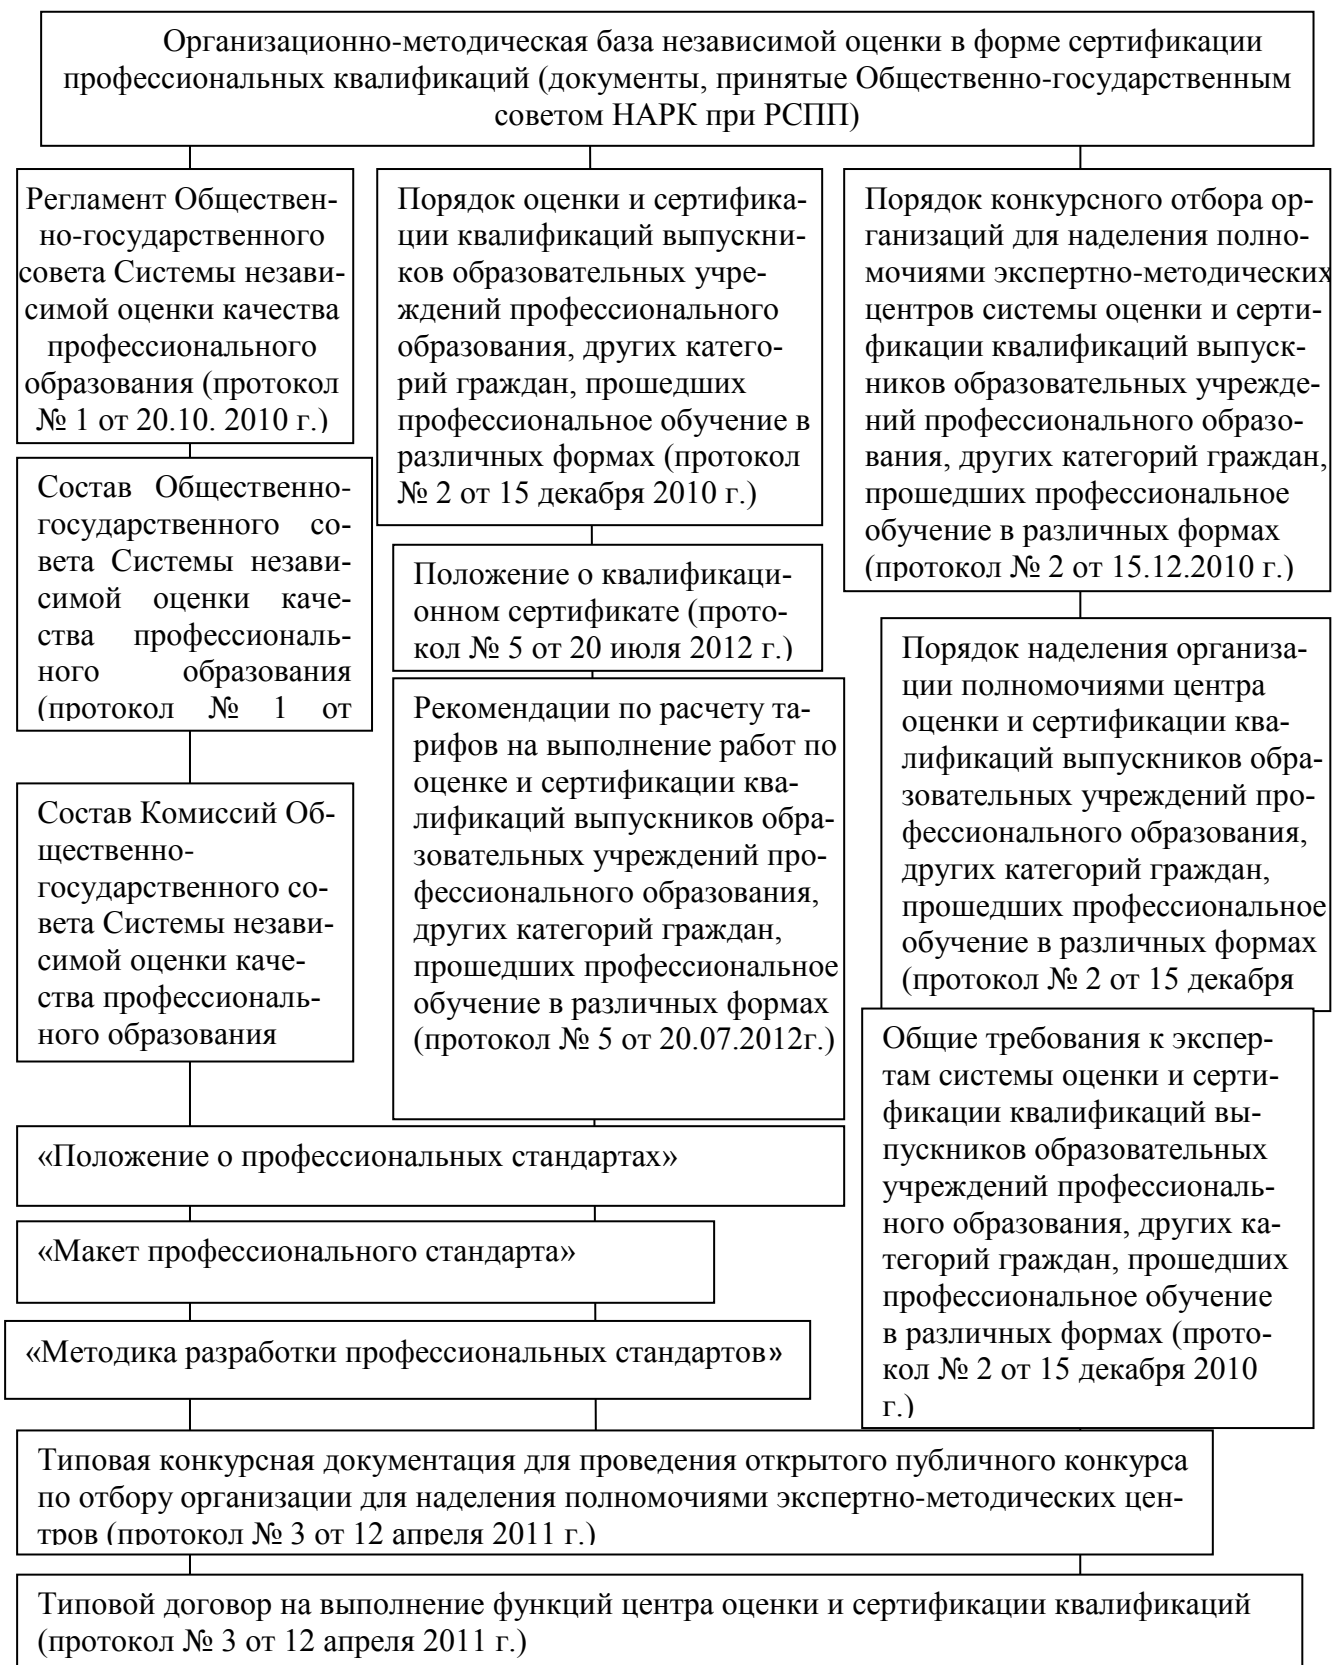 Организационно-методическая база независимой оценки в форме сертификации
профессиональных квалификаций (документы, принятые Общественно-государственным
советом НАРК при РСПП)
Регламент Обществен-
но-государственного
совета Системы незави-
симой оценки качества
профессионального
образования (протокол
№ 1 от 20.10. 2010 г.)
Состав Общественно-
государственного со-
вета Системы незави-
симой оценки каче-
ства профессиональ-
ного образования
(протокол № 1 от
Состав Комиссий Об-
щественно-
государственного со-
вета Системы незави-
симой оценки каче-
ства профессиональ-
ного образования
Порядок оценки и сертифика-
ции квалификаций выпускни-
ков образовательных учре-
ждений профессионального
образования, других катего-
рий граждан, прошедших
профессиональное обучение в
различных формах (протокол
№ 2 от 15 декабря 2010 г.)
Положение о квалификаци-
онном сертификате (прото-
кол № 5 от 20 июля 2012 г.)
Рекомендации по расчету та-
рифов на выполнение работ по
оценке и сертификации ква-
лификаций выпускников обра-
зовательных учреждений про-
фессионального образования,
других категорий граждан,
прошедших профессиональное
обучение в различных формах
(протокол № 5 от 20.07.2012г.)
Порядок конкурсного отбора ор-
ганизаций для наделения полно-
мочиями экспертно-методических
центров системы оценки и серти-
фикации квалификаций выпуск-
ников образовательных учрежде-
ний профессионального образо-
вания, других категорий граждан,
прошедших профессиональное
обучение в различных формах
(протокол № 2 от 15.12.2010 г.)
Порядок наделения организа-
ции полномочиями центра
оценки и сертификации ква-
лификаций выпускников обра-
зовательных учреждений про-
фессионального образования,
других категорий граждан,
прошедших профессиональное
обучение в различных формах
(протокол № 2 от 15 декабря
Общие требования к экспер-
там системы оценки и серти-
фикации квалификаций вы-
пускников образовательных
учреждений профессиональ-
ного образования, других ка-
тегорий граждан, прошедших
профессиональное обучение
в различных формах (прото-
кол № 2 от 15 декабря 2010
г.)
«Положение о профессиональных стандартах»
«Макет профессионального стандарта»
«Методика разработки профессиональных стандартов»
Типовая конкурсная документация для проведения открытого публичного конкурса
по отбору организации для наделения полномочиями экспертно-методических цен-
тров (протокол № 3 от 12 апреля 2011 г.)
Типовой договор на выполнение функций центра оценки и сертификации квалификаций
(протокол № 3 от 12 апреля 2011 г.)